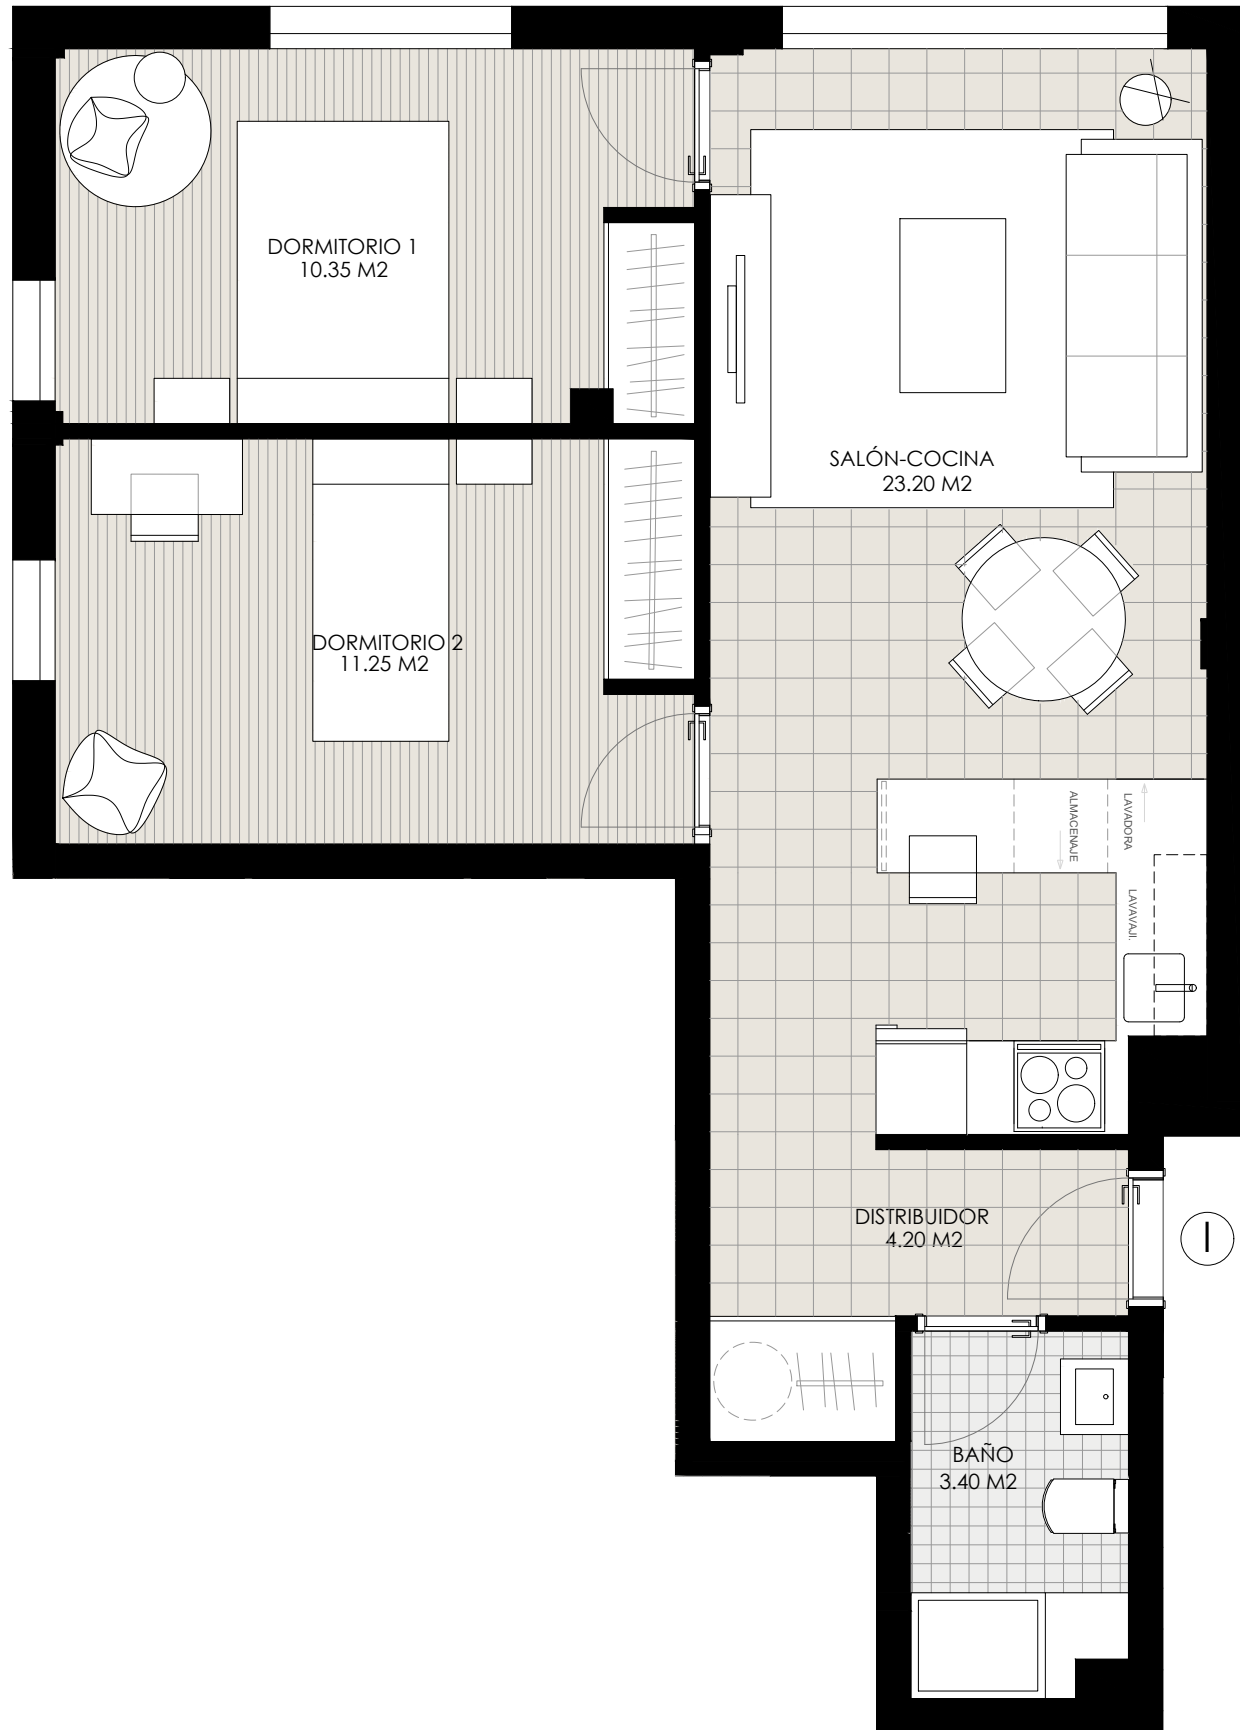 DORMITORIO 1
10.35 M2
SALÓN-COCINA
23.20 M2
DORMITORIO 2
11.25 M2
ALMACENAJE
LAVADORA
LAVAVAJI.
DISTRIBUIDOR
4.20 M2
I
BAÑO
3.40 M2